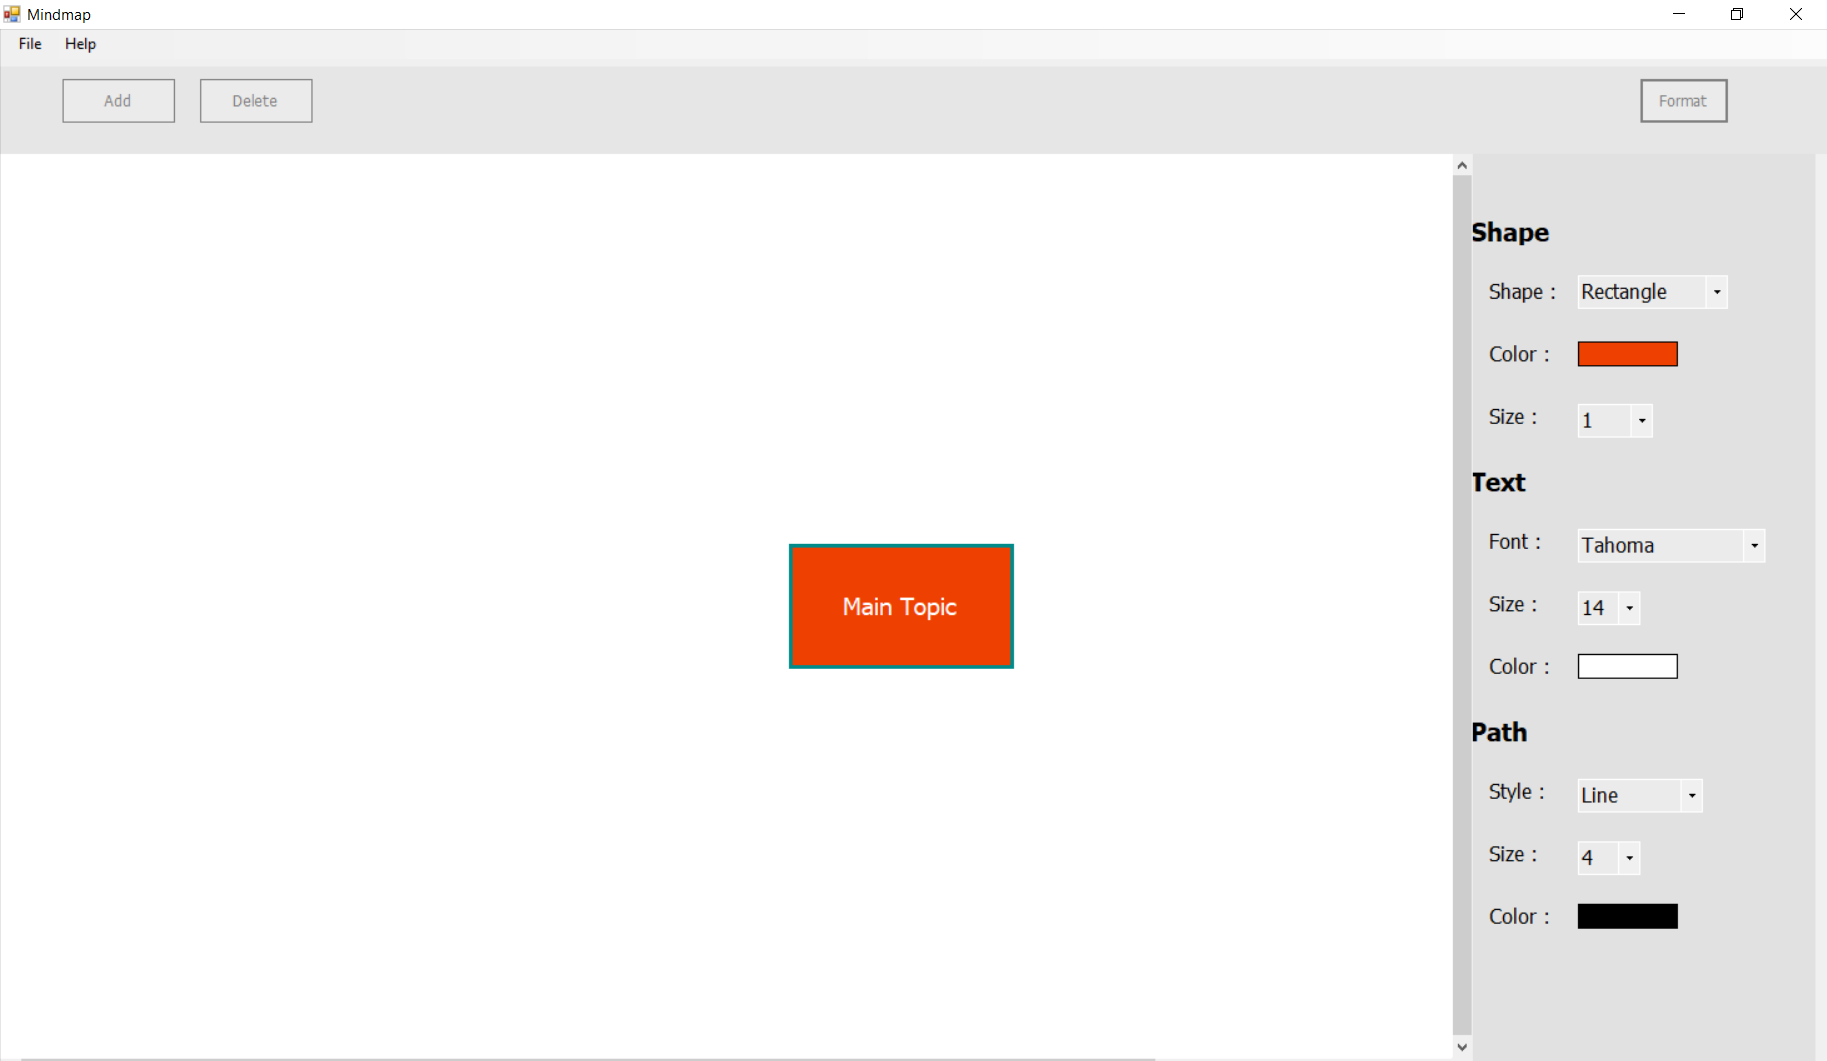 Mindmap
File Help
Add Delete Format
Shape
Shape : Rectangle
Color :
Size : 1
Text
Font : Tahoma
Size : 14
Color :
Main Topic
Path
Style : Line
Size : 4
Color :